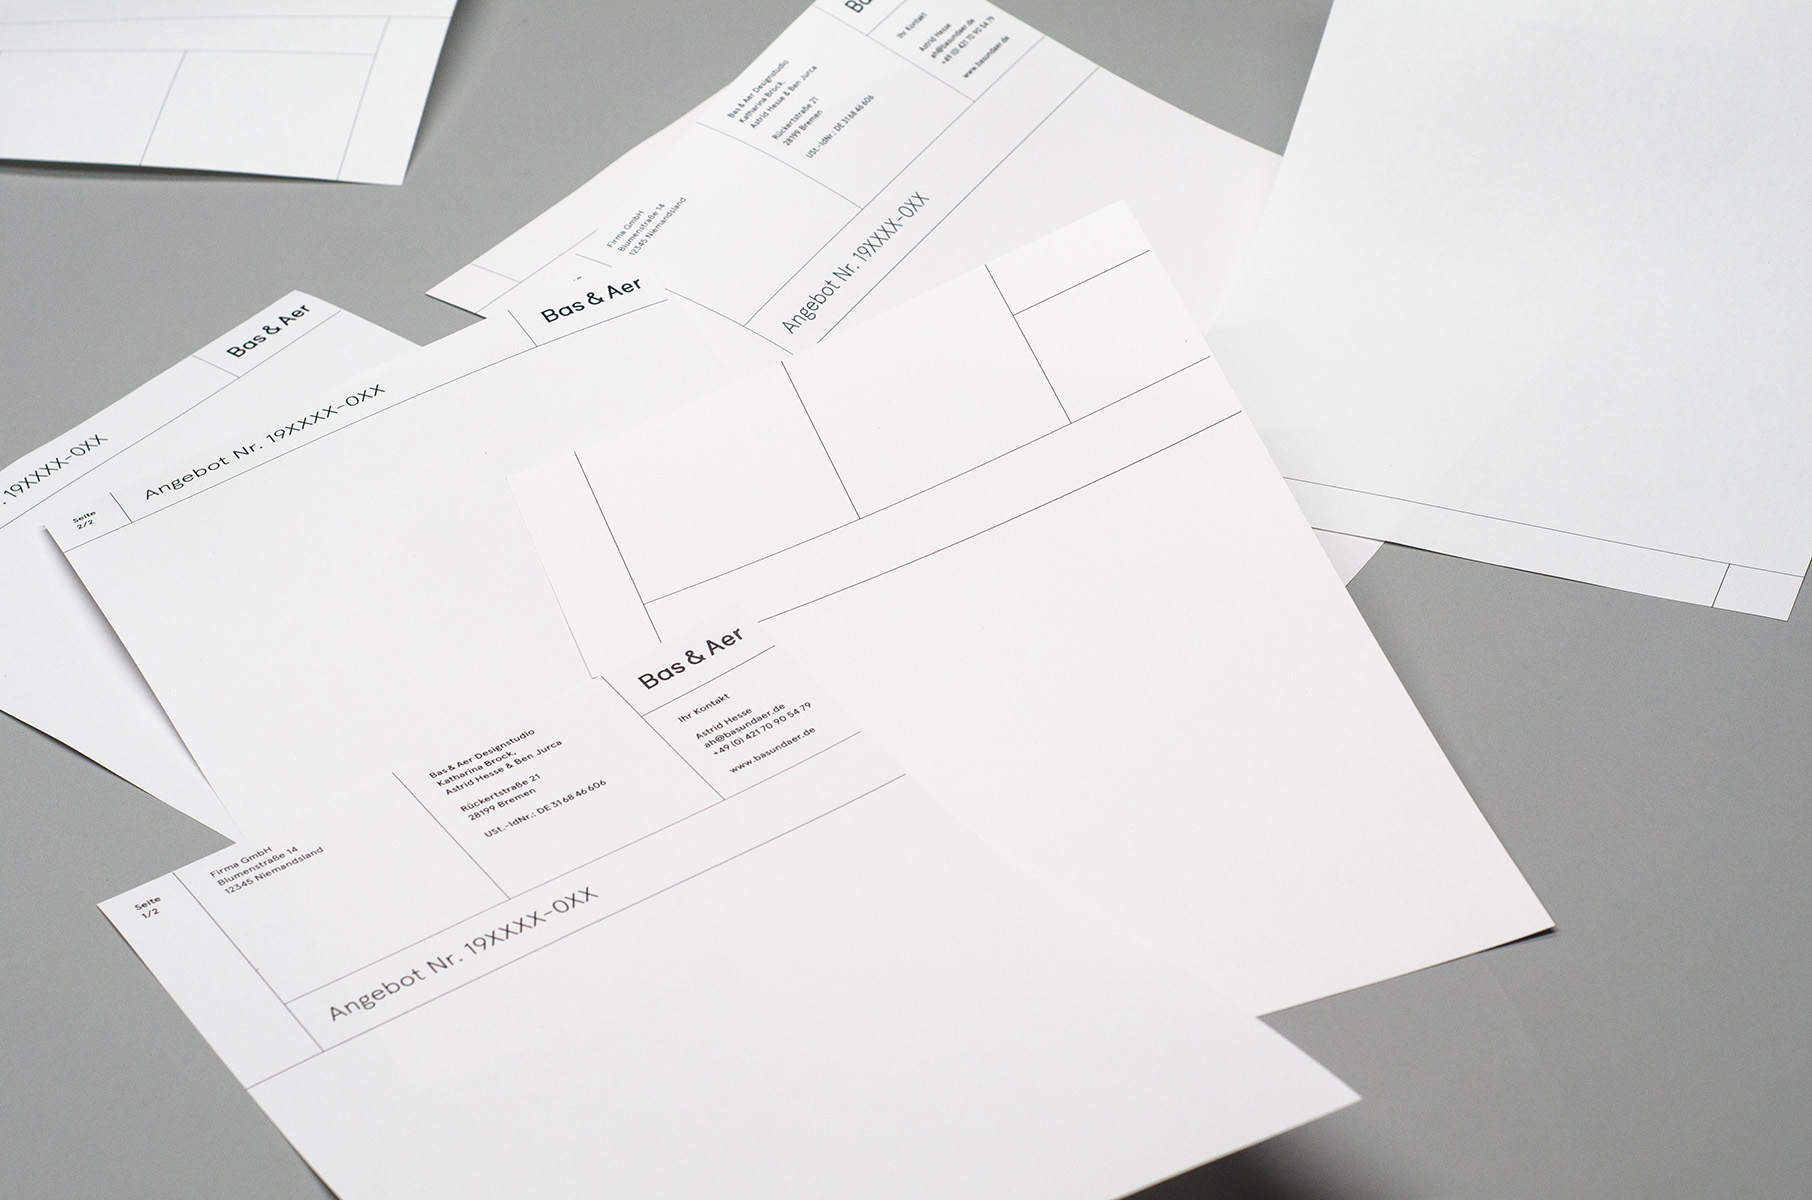 Bu
Ihr Kontakt
Astrid Hesse
ah@basundaer.de
+49 (0) 421 70 90 54 79
www.basundaer.de
Bas & Aer Designstudio
Katharina Brock,
Astrid Hesse & Ben Jurca
Rückertstraße 21
28199 Bremen
USt.-IdNr.: DE 31 68 46 606
Firma GmbH
Blumenstraße 14
12345 Niemandsland
Angebot Nr. 19XXXX-0XX
Bas & Aer
. 19XXXX-0XX
Bas & Aer
Seite
2/2
Angebot Nr. 19XXXX-0XX
Bas & Aer
Ihr Kontakt
Astrid Hesse
ah@basundaer.de
+49 (0) 421 70 90 54 79
www.basundaer.de
Bas & Aer Designstudio
Katharina Brock,
Astrid Hesse & Ben Jurca
Rückertstraße 21
28199 Bremen
USt.-IdNr.: DE 31 68 46 606
Firma GmbH
Blumenstraße 14
12345 Niemandsland
Seite
1/2
Angebot Nr. 19XXXX-0XX